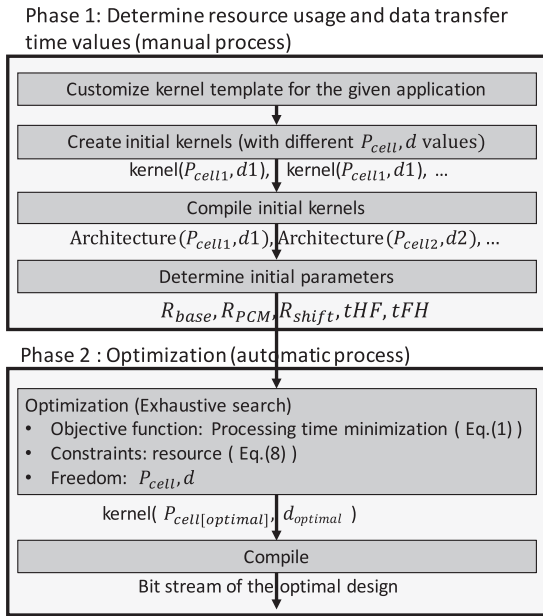 Phase 1: Determine resource usage and data transfer
time values (manual process)
Customize kernel template for the given application
Create initial kernels (with different P_cell, d values)
kernel(P_cell1, d1), kernel(P_cell1, d1), ...
Compile initial kernels
Architecture(P_cell1, d1), Architecture(P_cell2, d2), ...
Determine initial parameters
R_base, R_PCM, R_shift, tHF, tFH
Phase 2 : Optimization (automatic process)
Optimization (Exhaustive search)
• Objective function: Processing time minimization ( Eq.(1) )
• Constraints: resource ( Eq.(8) )
• Freedom: P_cell, d
kernel( P_cell[optimal], d_optimal )
Compile
Bit stream of the optimal design